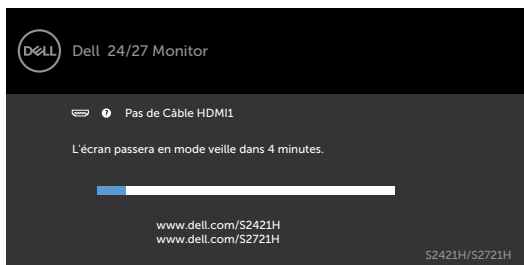 DELL
Dell 24/27 Monitor
Pas de Câble HDMI1
L'écran passera en mode veille dans 4 minutes.
www.dell.com/S2421H
www.dell.com/S2721H
S2421H/S2721H